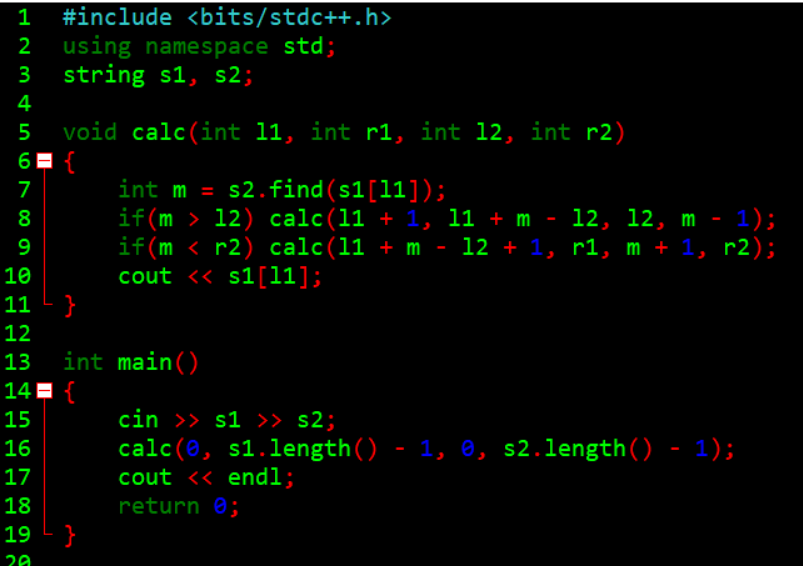 1 #include <bits/stdc++.h>
2 using namespace std;
3 string s1, s2;
4
5 void calc(int l1, int r1, int l2, int r2)
6 {
7 int m = s2.find(s1[l1]);
8 if(m > l2) calc(l1 + 1, l1 + m - l2, l2, m - 1);
9 if(m < r2) calc(l1 + m - l2 + 1, r1, m + 1, r2);
10 cout << s1[l1];
11 }
12
13 int main()
14 {
15 cin >> s1 >> s2;
16 calc(0, s1.length() - 1, 0, s2.length() - 1);
17 cout << endl;
18 return 0;
19 }
20